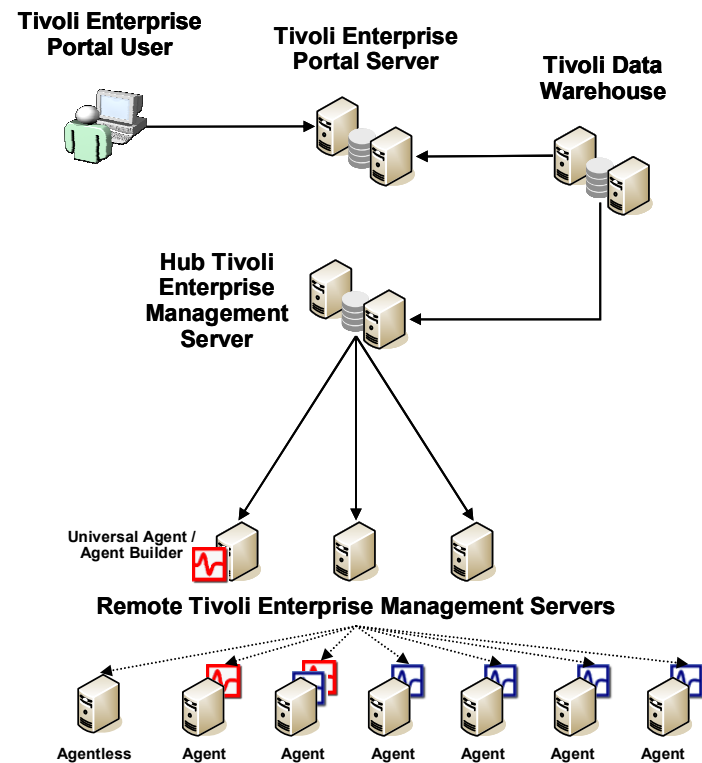 Tivoli Enterprise
Portal User
Tivoli Enterprise
Portal Server
Tivoli Data
Warehouse
Hub Tivoli
Enterprise
Management
Server
Universal Agent /
Agent Builder
Remote Tivoli Enterprise Management Servers
Agentless
Agent
Agent
Agent
Agent
Agent
Agent